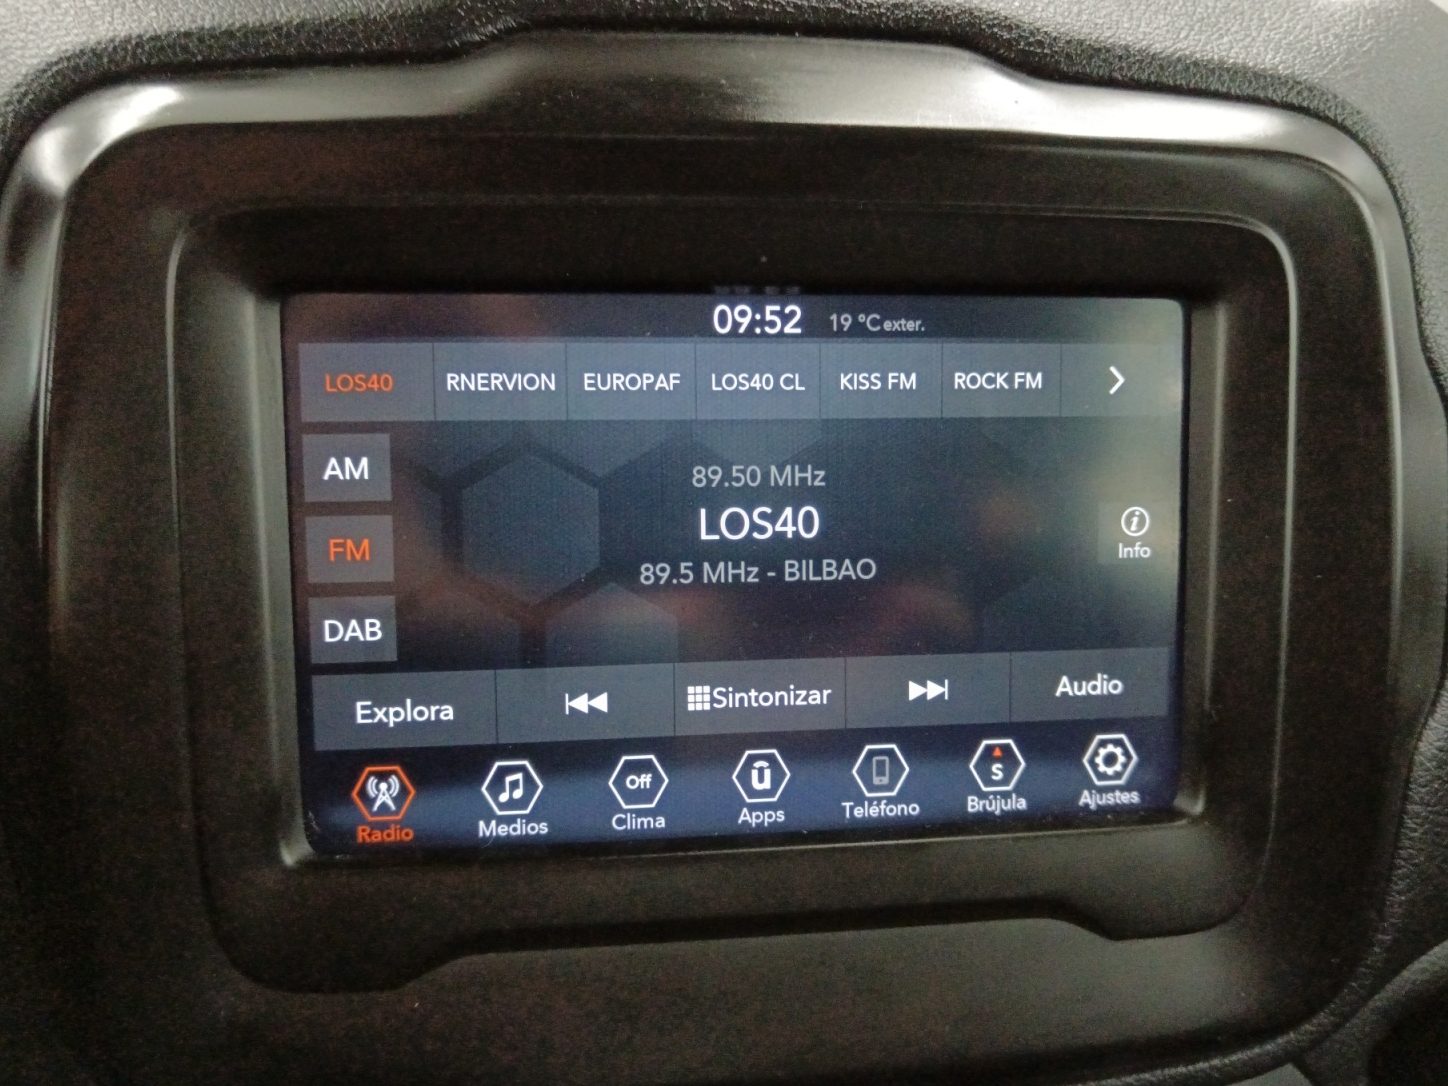 09:52 19 °C exter.
LOS40 RNERVION EUROPAF LOS40 CL KISS FM ROCK FM
AM
89.50 MHz
LOS40
FM
89.5 MHz - BILBAO
Info
DAB
Explora Sintonizar Audio
Off S
Radio Medios Clima Apps Teléfono Brújula Ajustes